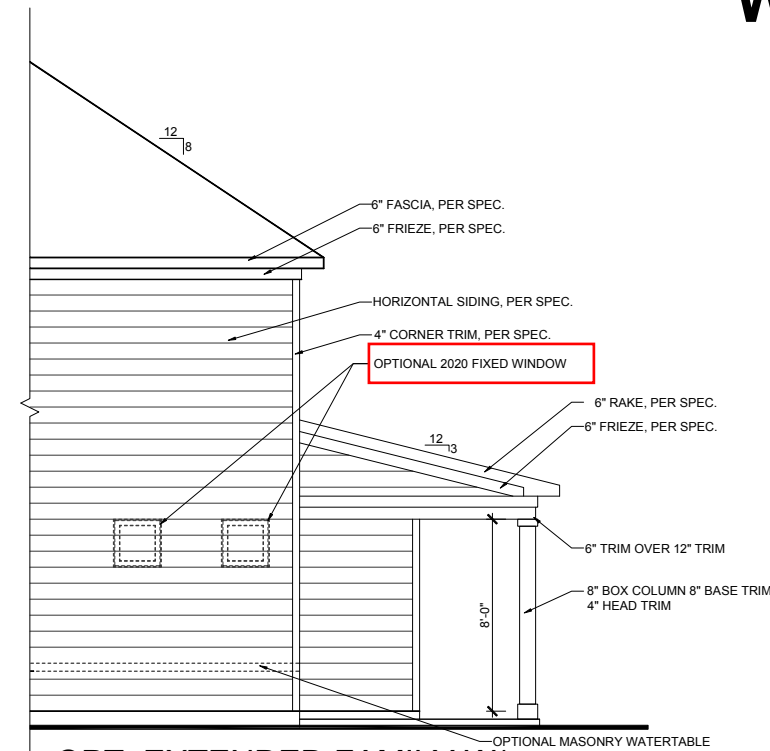 12
8
6" FASCIA, PER SPEC.
6" FRIEZE, PER SPEC.
HORIZONTAL SIDING, PER SPEC.
4" CORNER TRIM, PER SPEC.
OPTIONAL 2020 FIXED WINDOW
6" RAKE, PER SPEC.
12
3
6" FRIEZE, PER SPEC.
6" TRIM OVER 12" TRIM
8" BOX COLUMN 8" BASE TRIM
4" HEAD TRIM
8'-0"
OPTIONAL MASONRY WATERTABLE